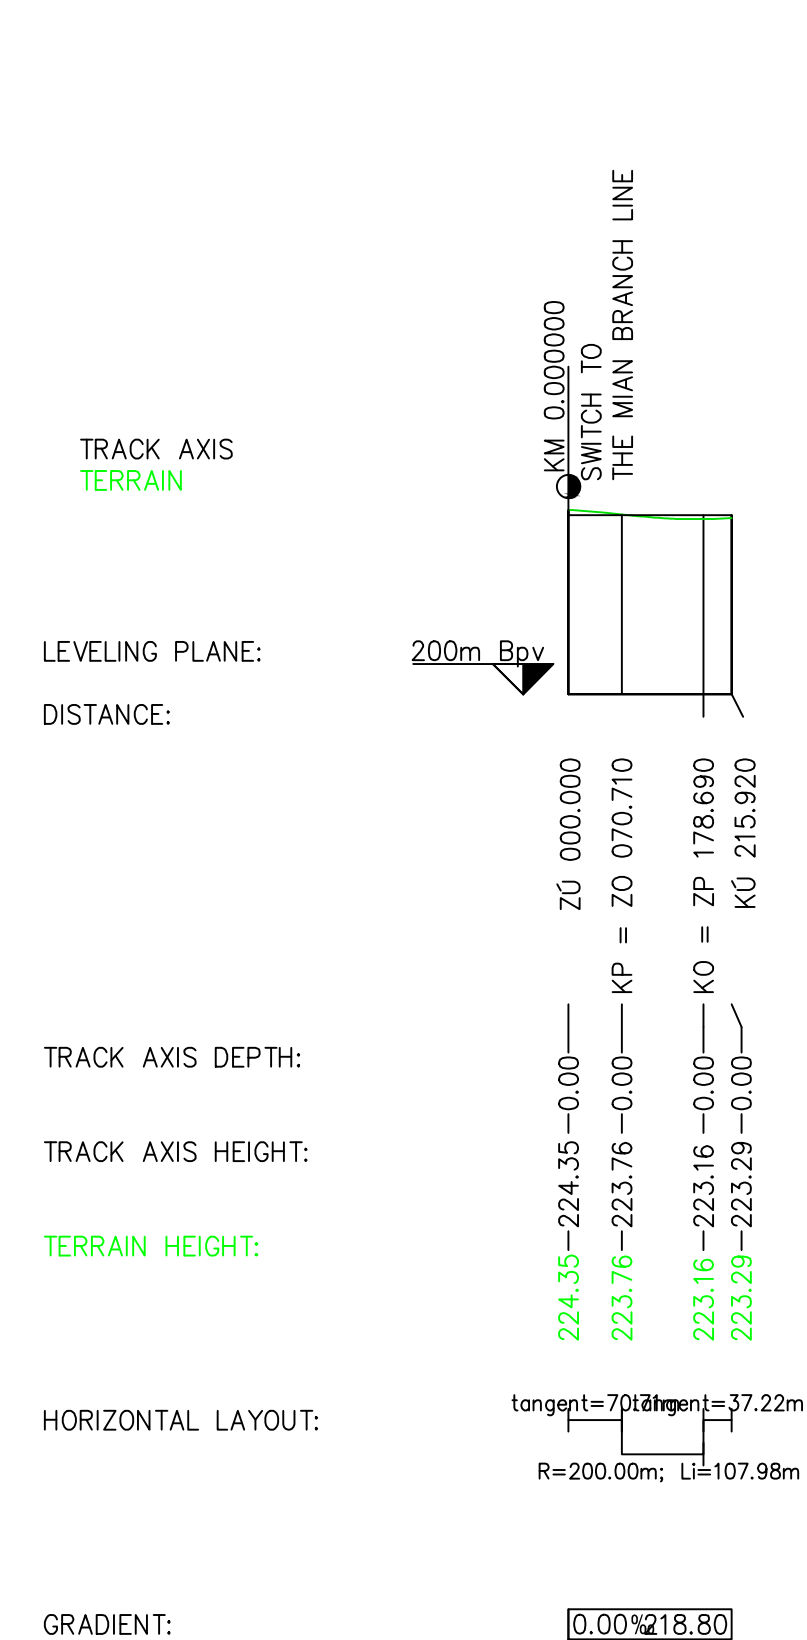 KM 0.000000
SWITCH TO
THE MIAN BRANCH LINE
TRACK AXIS
TERRAIN
LEVELING PLANE:
200m Bpv
DISTANCE:
ZÚ 000.000
KP = ZO 070.710
KO = ZP 178.690
KÚ 215.920
TRACK AXIS DEPTH:
0.00
0.00
0.00
0.00
TRACK AXIS HEIGHT:
224.35
223.76
223.16
223.29
TERRAIN HEIGHT:
224.35
223.76
223.16
223.29
HORIZONTAL LAYOUT:
tangent=70.71m
tangent=37.22m
R=200.00m; Li=107.98m
GRADIENT:
0.00‰
218.80